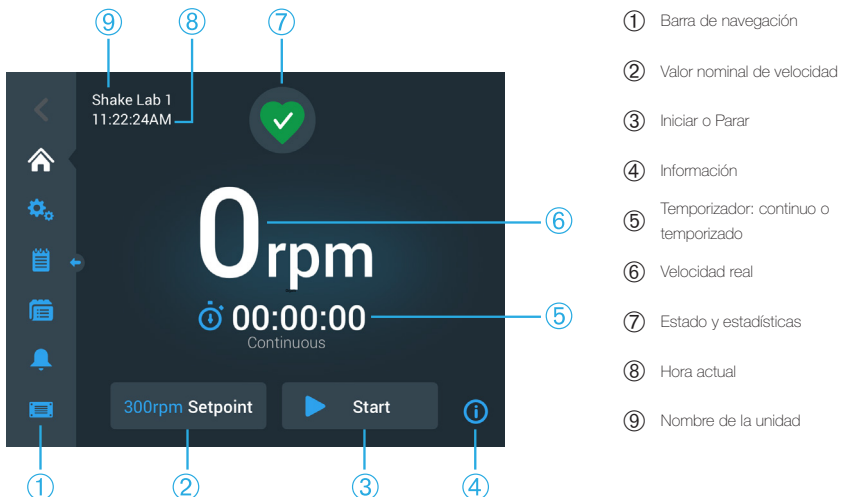 ⑨ ⑧ ⑦
Shake Lab 1
11:22:24AM
0rpm ⑥
00:00:00 ⑤
Continuous
300rpm Setpoint
Start
① ② ③ ④
① Barra de navegación
② Valor nominal de velocidad
③ Iniciar o Parar
④ Información
⑤ Temporizador: continuo o
temporizado
⑥ Velocidad real
⑦ Estado y estadísticas
⑧ Hora actual
⑨ Nombre de la unidad